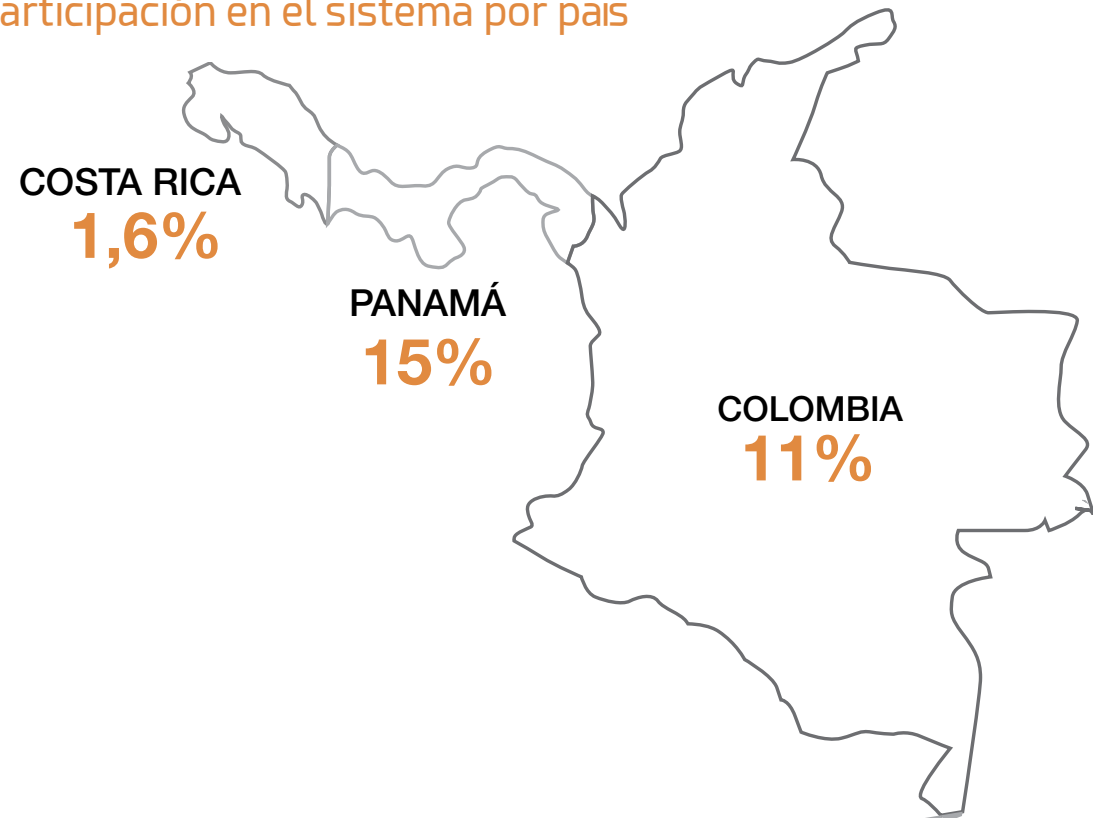 articipación en el sistema por país
COSTA RICA
1,6%
PANAMÁ
15%
COLOMBIA
11%